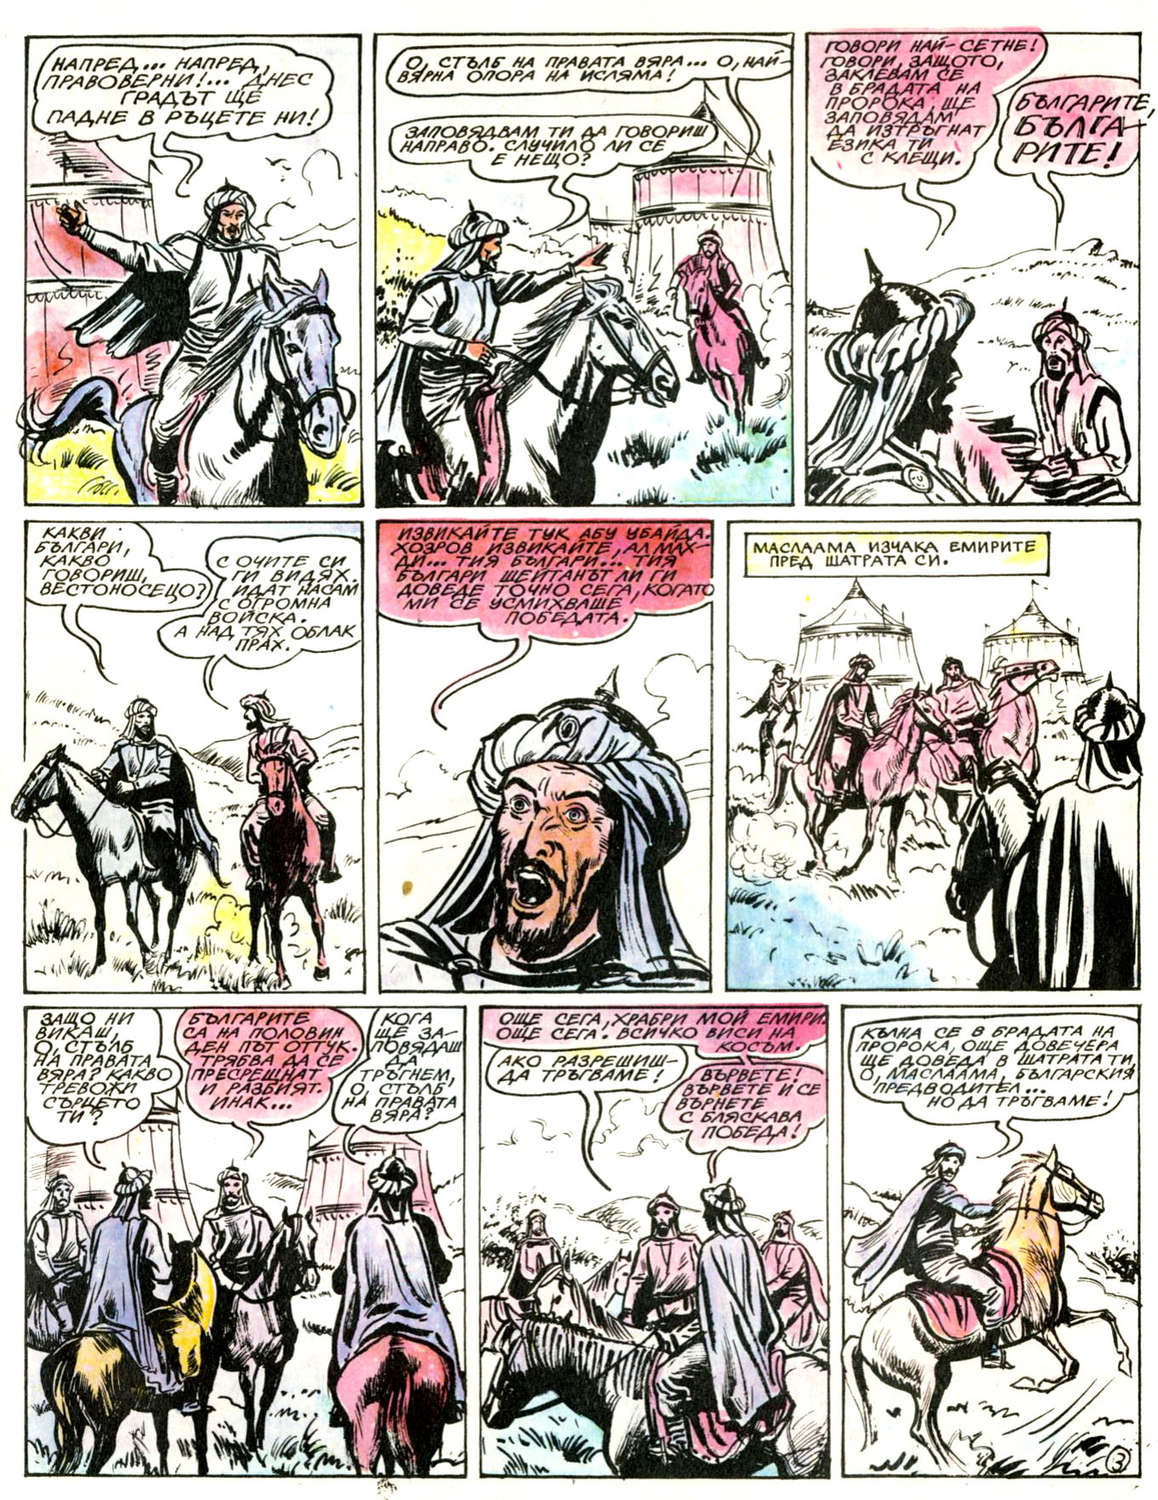 НАПРЕД... НАПРЕД,
ПРАВОВЕРНИ!... ДНЕС
ГРАДЪТ ЩЕ
ПАДНЕ В РЪЦЕТЕ НИ!
О, СТЪЛБ НА ПРАВАТА ВЯРА... О, НАЙ-
ВЯРНА ОПОРА НА ИСЛЯМА!
ЗАПОВЯДВАМ ТИ ДА ГОВОРИШ
НАПРАВО. СЛУЧИЛО ЛИ СЕ
Е НЕЩО?
ГОВОРИ НАЙ-СЕТНЕ!
ГОВОРИ, ЗАЩОТО,
ЗАКЛЕВАМ СЕ
В БРАДАТА НА
ПРОРОКА, ЩЕ
ЗАПОВЯДАМ
ДА ИЗТРЪГНАТ
ЕЗИКА ТИ
С КЛЕЩИ.
БЪЛГАРИТЕ,
БЪЛГА-
РИТЕ!
КАКВИ
БЪЛГАРИ,
КАКВО
ГОВОРИШ,
ВЕСТОНОСЕЦО?
С ОЧИТЕ СИ
ГИ ВИДЯХ.
ИДАТ НАСАМ
С ОГРОМНА
ВОЙСКА.
А НАД ТЯХ ОБЛАК
ПРАХ.
ИЗВИКАЙТЕ ТУК АБУ УБАЙДА.
ХОЗРОВ ИЗВИКАЙТЕ, АЛ МАХ-
ДИ... ТИЯ БЪЛГАРИ... ТИЯ
БЪЛГАРИ ШЕЙТАНЪТ ЛИ ГИ
ДОВЕДЕ ТОЧНО СЕГА, КОГАТО
МИ СЕ УСМИХВАШЕ
ПОБЕДАТА.
МАСЛААМА ИЗЧАКА ЕМИРИТЕ
ПРЕД ШАТРАТА СИ.
ЗАЩО НИ
ВИКАШ,
О, СТЪЛБ
НА ПРАВАТА
ВЯРА? КАКВО
ТРЕВОЖИ
СЪРЦЕТО
ТИ?
БЪЛГАРИТЕ
СА НА ПОЛОВИН
ДЕН ПЪТ ОТТУК.
ТРЯБВА ДА СЕ
ПРЕСРЕЩНАТ
И РАЗБИЯТ.
ИНАК...
КОГА
ЩЕ ЗА-
ПОВЯДАШ
ДА
ТРЪГНЕМ,
О, СТЪЛБ
НА ПРАВАТА
ВЯРА?
ОЩЕ СЕГА, ХРАБРИ МОЙ ЕМИРИ.
ОЩЕ СЕГА. ВСИЧКО ВИСИ НА
КОСЪМ.
АКО РАЗРЕШИШ-
ДА ТРЪГВАМЕ!
ВЪРВЕТЕ!
ВЪРВЕТЕ И СЕ
ВЪРНЕТЕ
С БЛЯСКАВА
ПОБЕДА!
КЪЛНА СЕ В БРАДАТА НА
ПРОРОКА, ОЩЕ ДОВЕЧЕРА
ЩЕ ДОВЕДА В ШАТРАТА ТИ,
О, МАСЛААМА, БЪЛГАРСКИЯ
ПРЕДВОДИТЕЛ...
НО ДА ТРЪГВАМЕ!
3